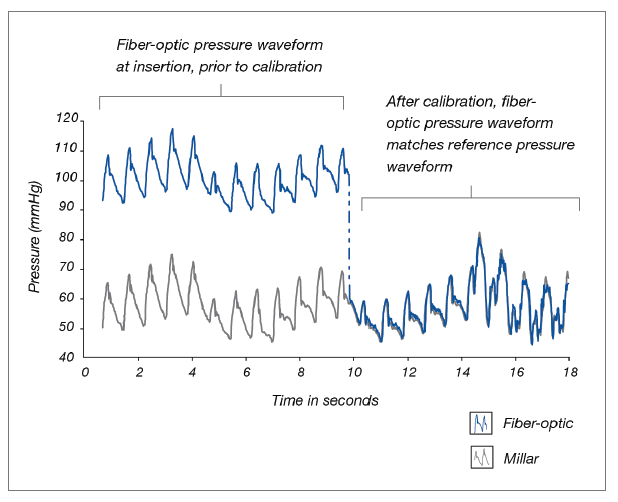 Fiber-optic pressure waveform
at insertion, prior to calibration
After calibration, fiber-
optic pressure waveform
matches reference pressure
waveform
Pressure (mmHg)
120
110
100
90
80
70
60
50
40
0 2 4 6 8 10 12 14 16 18
Time in seconds
Fiber-optic
Millar